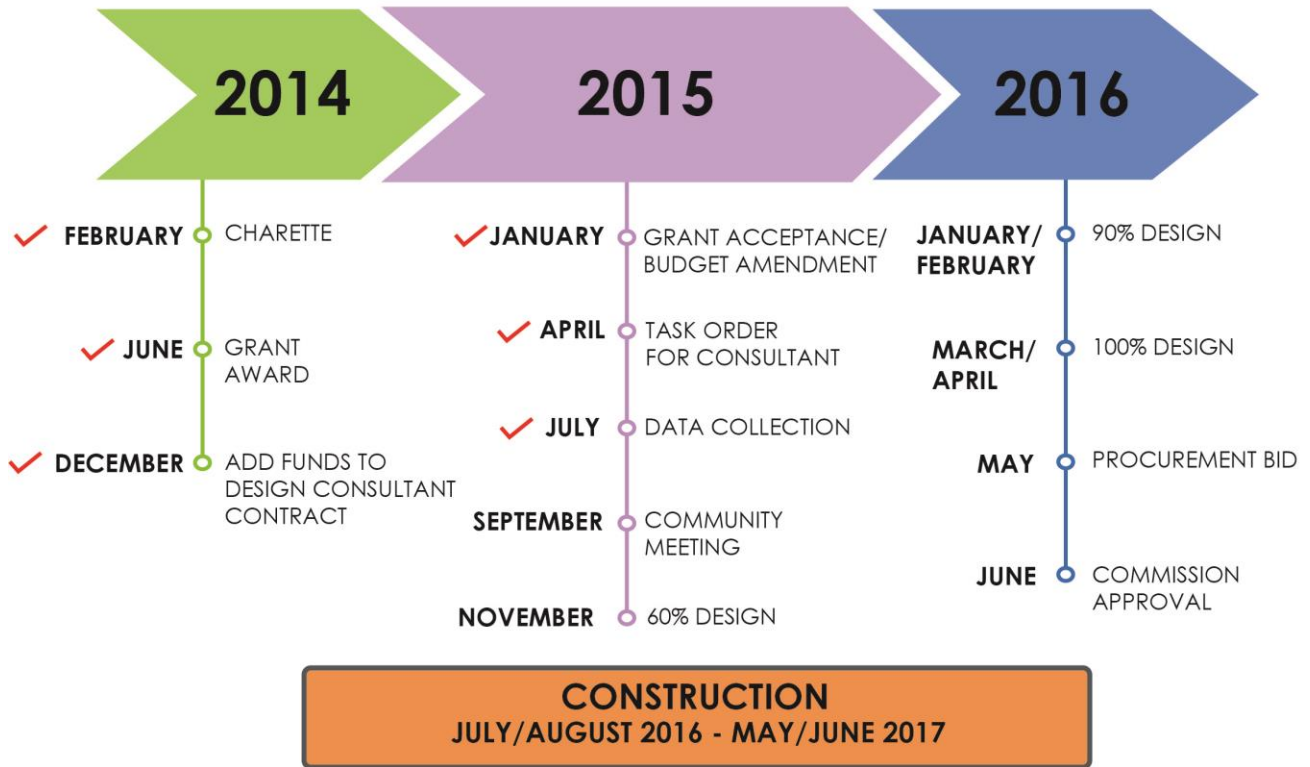 2014
2015
2016
FEBRUARY
CHARETTE
JUNE
GRANT
AWARD
DECEMBER
ADD FUNDS TO
DESIGN CONSULTANT
CONTRACT
JANUARY
GRANT ACCEPTANCE/
BUDGET AMENDMENT
APRIL
TASK ORDER
FOR CONSULTANT
JULY
DATA COLLECTION
SEPTEMBER
COMMUNITY
MEETING
NOVEMBER
60% DESIGN
JANUARY/
FEBRUARY
90% DESIGN
MARCH/
APRIL
100% DESIGN
MAY
PROCUREMENT BID
JUNE
COMMISSION
APPROVAL
CONSTRUCTION
JULY/AUGUST 2016 - MAY/JUNE 2017